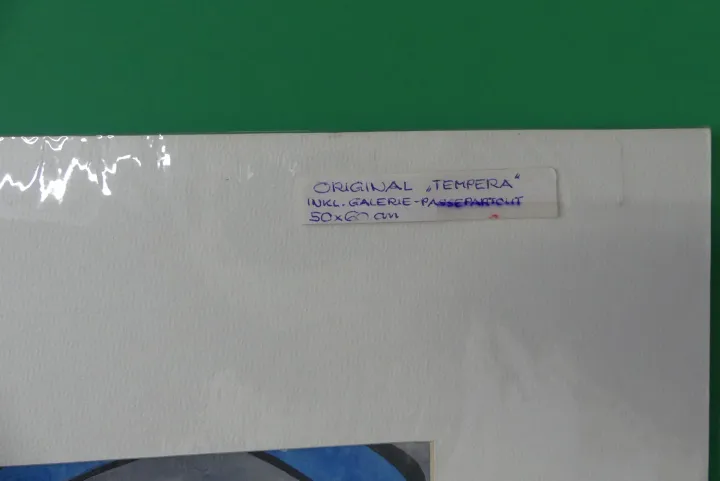 ORIGINAL „TEMPERA“
INKL. GALERIE-PASSEPARTOUT
50x60 cm